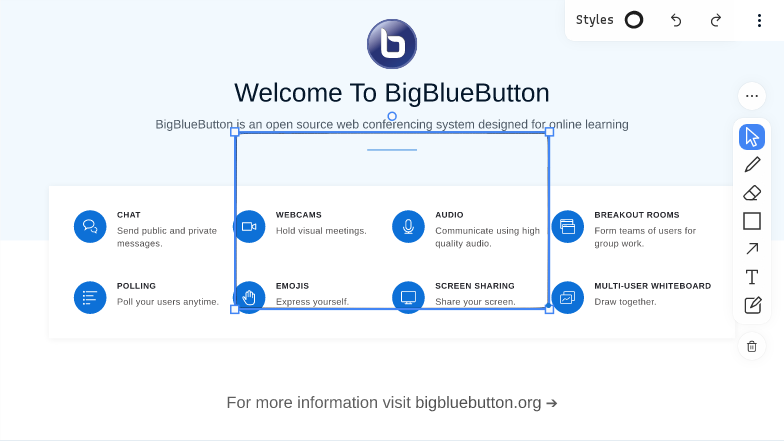 Styles
Welcome To BigBlueButton
BigBlueButton is an open source web conferencing system designed for online learning
CHAT
Send public and private
messages.
WEBCAMS
Hold visual meetings.
AUDIO
Communicate using high
quality audio.
BREAKOUT ROOMS
Form teams of users for
group work.
POLLING
Poll your users anytime.
EMOJIS
Express yourself.
SCREEN SHARING
Share your screen.
MULTI-USER WHITEBOARD
Draw together.
For more information visit bigbluebutton.org →